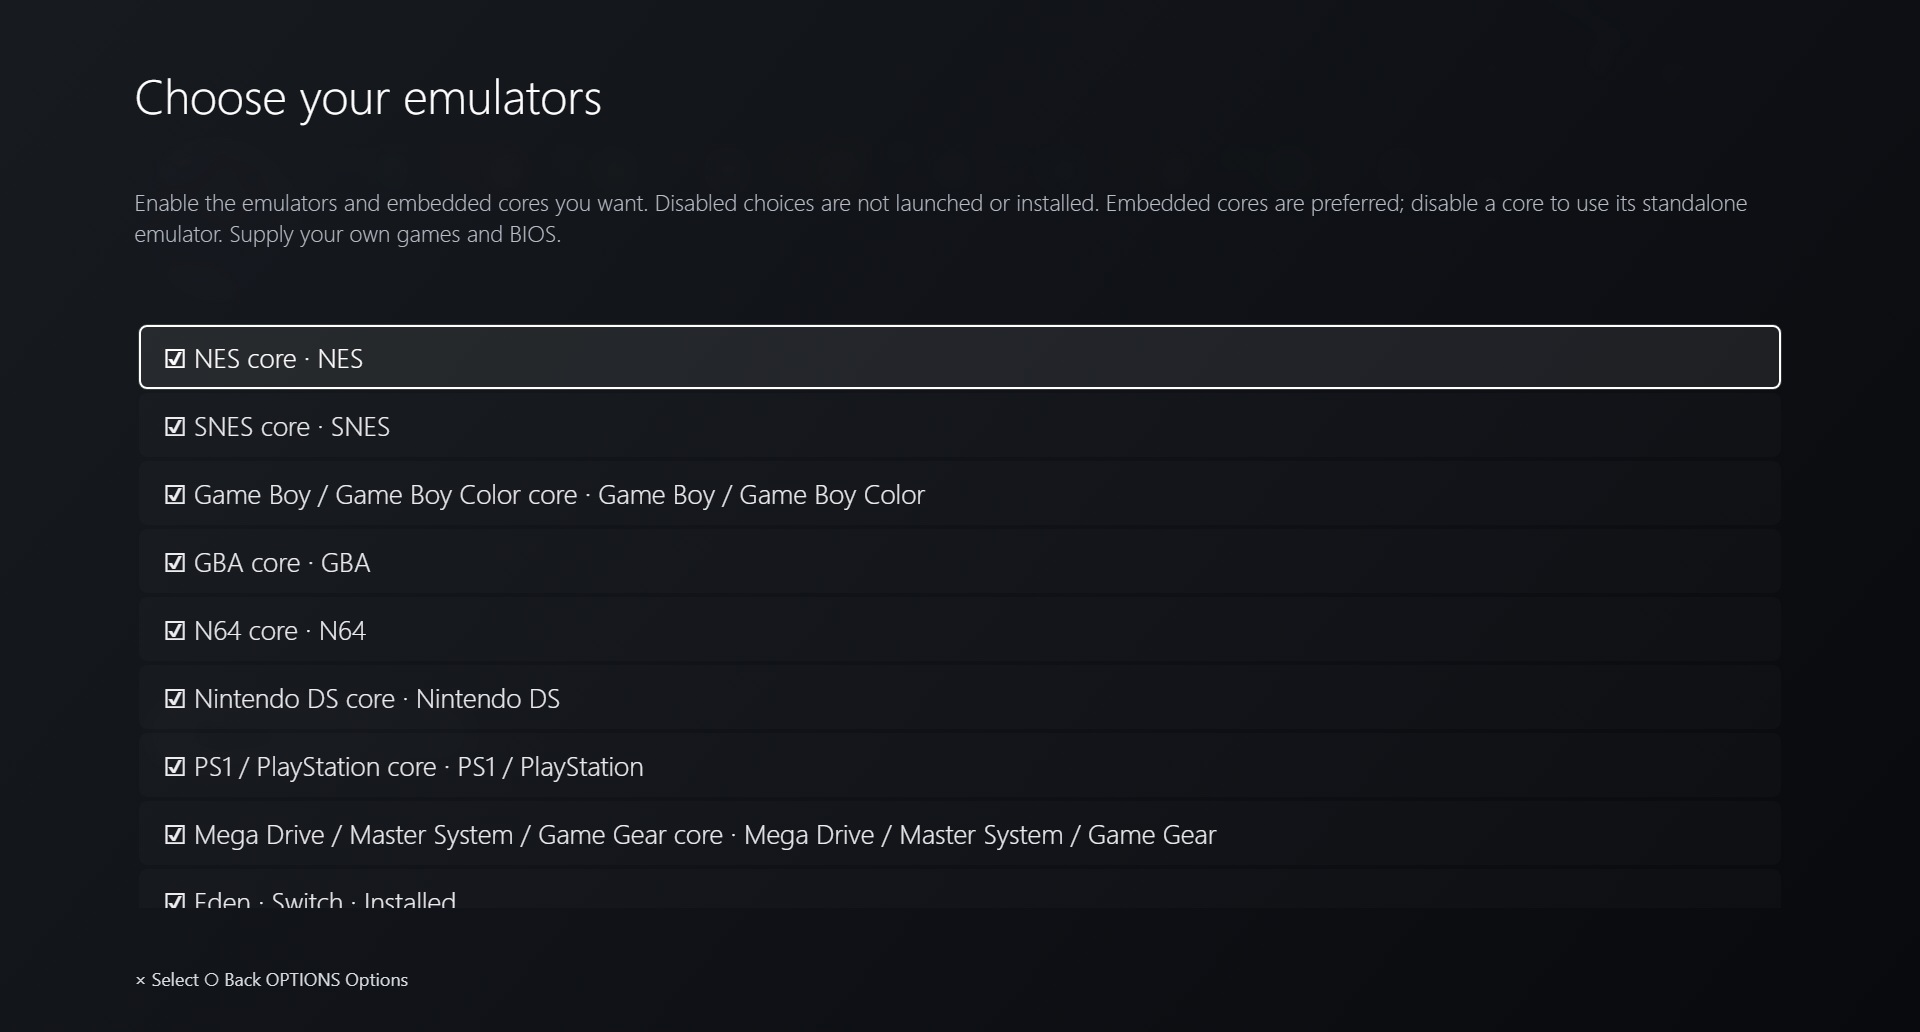 Choose your emulators
Enable the emulators and embedded cores you want. Disabled choices are not launched or installed. Embedded cores are preferred; disable a core to use its standalone
emulator. Supply your own games and BIOS.
☑ NES core · NES
☑ SNES core · SNES
☑ Game Boy / Game Boy Color core · Game Boy / Game Boy Color
☑ GBA core · GBA
☑ N64 core · N64
☑ Nintendo DS core · Nintendo DS
☑ PS1 / PlayStation core · PS1 / PlayStation
☑ Mega Drive / Master System / Game Gear core · Mega Drive / Master System / Game Gear
☑ Eden · Switch · Installed
× Select ○ Back OPTIONS Options